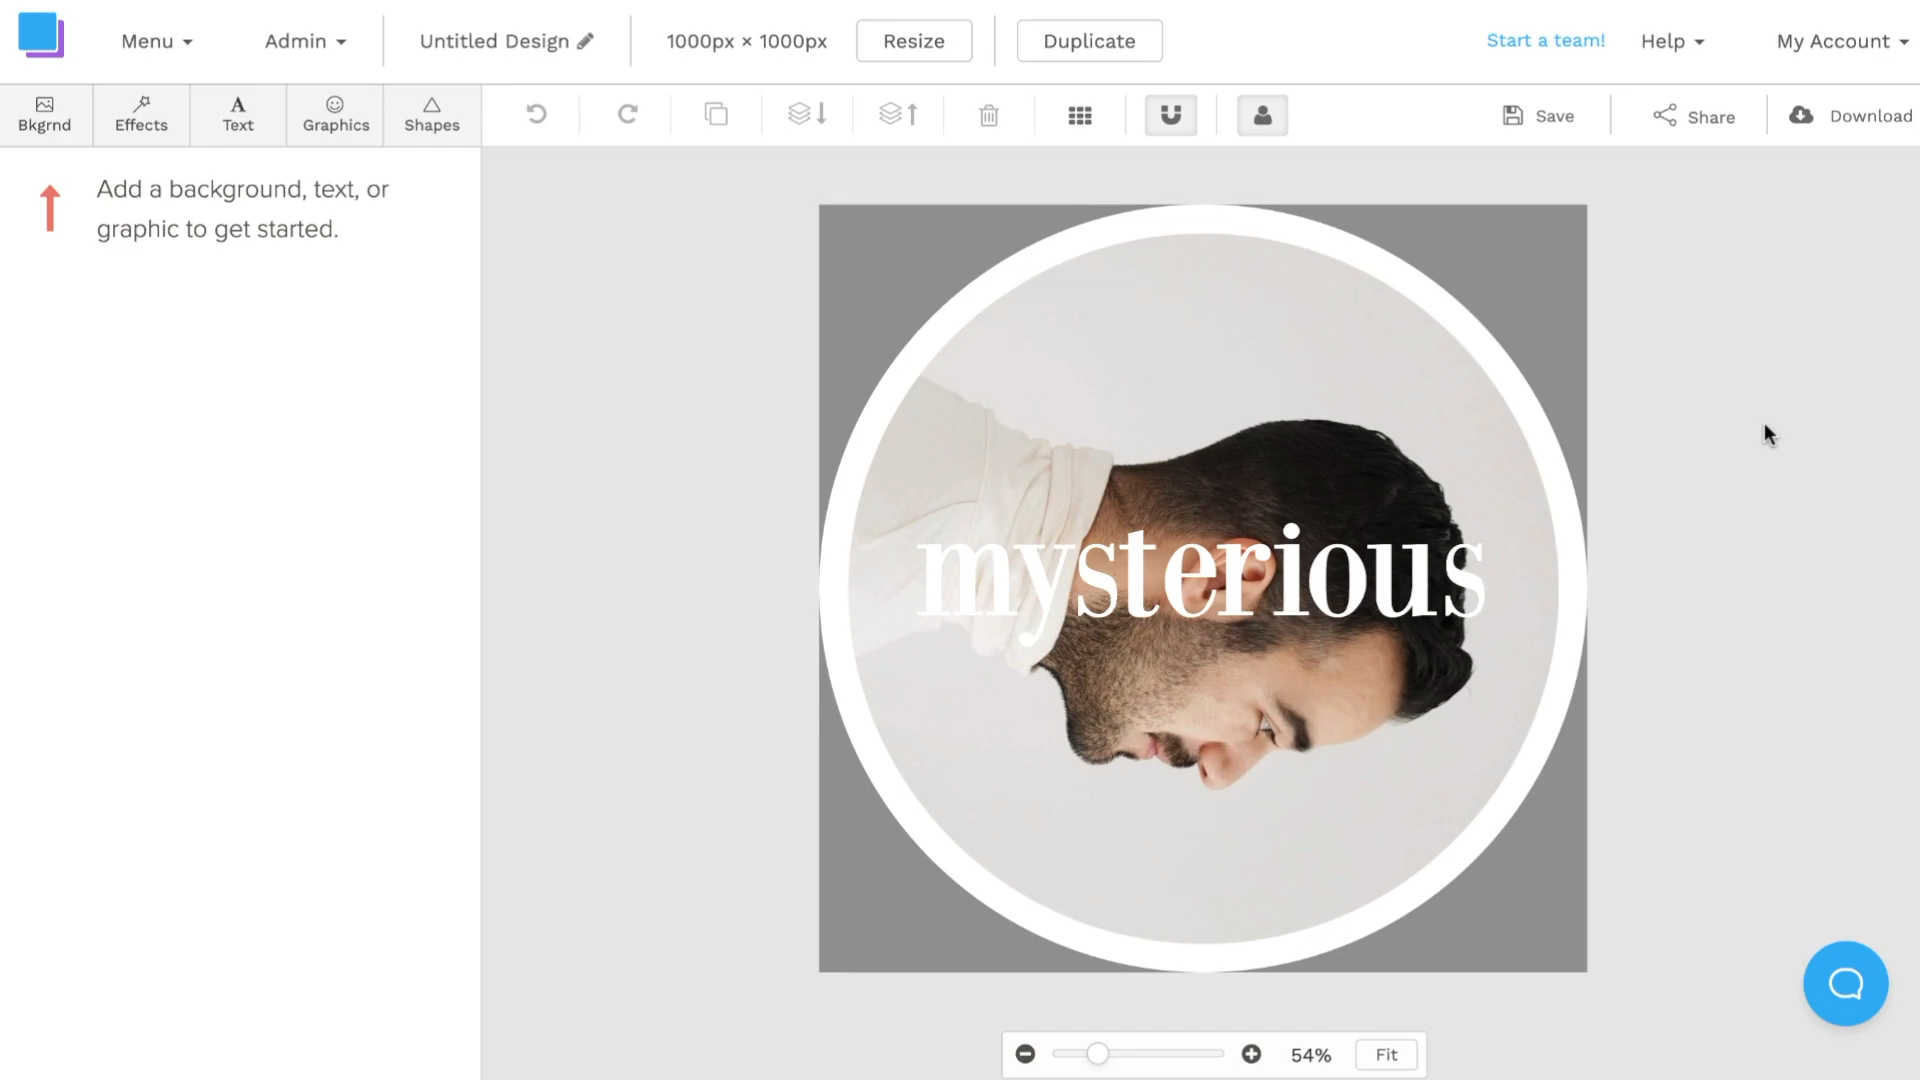 Menu
Admin
Untitled Design
1000px × 1000px
Resize
Duplicate
Start a team!
Help
My Account
Bkgrnd
Effects
Text
Graphics
Shapes
Save
Share
Download
Add a background, text, or
graphic to get started.
mysterious
54%
Fit